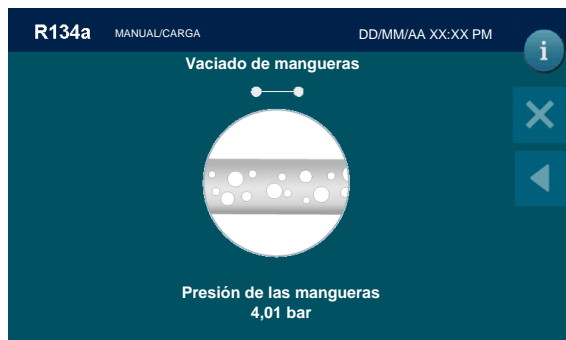 R134a MANUAL/CARGA DD/MM/AA XX:XX PM
i
Vaciado de mangueras
Presión de las mangueras
4,01 bar